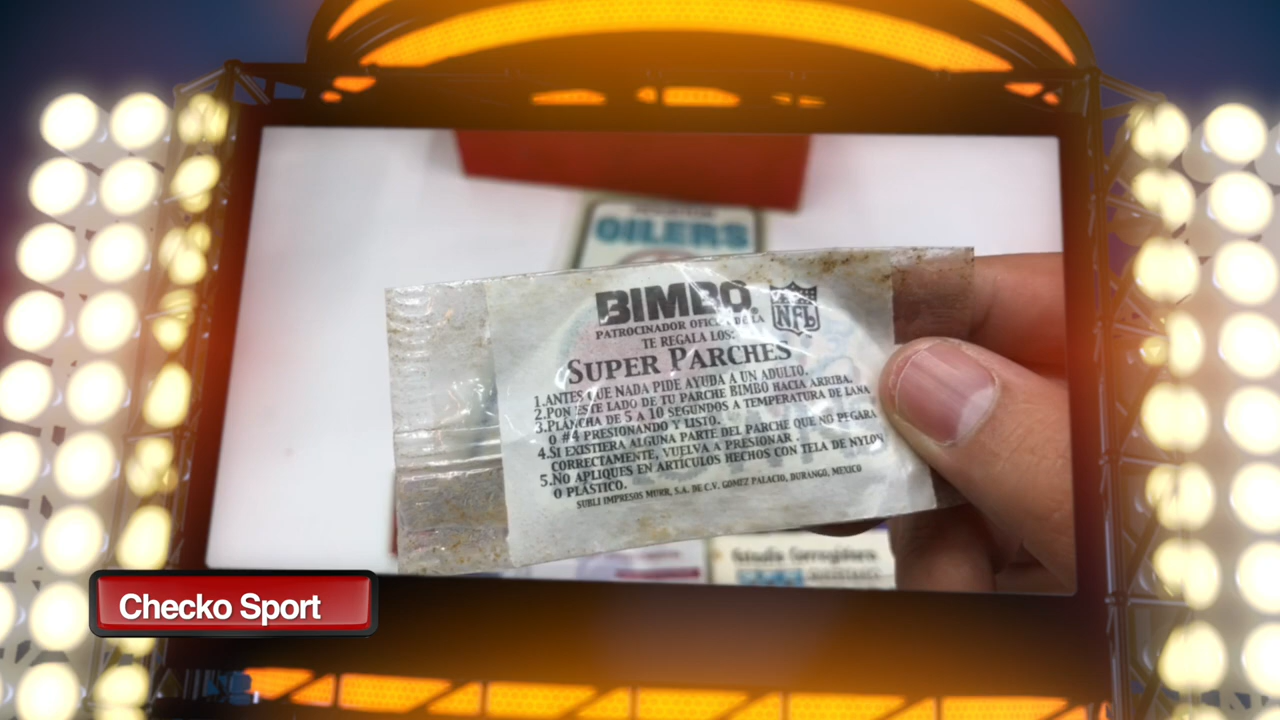 OILERS
BIMBO
NFL
PATROCINADOR OFICIAL DE LA
TE REGALA LOS:
SUPER PARCHES
1.ANTES QUE NADA PIDE AYUDA A UN ADULTO.
2.PON ESTE LADO DE TU PARCHE BIMBO HACIA ARRIBA.
3.PLANCHA DE 5 A 10 SEGUNDOS A TEMPERATURA DE LANA
O #4 PRESIONANDO Y LISTO.
4.SI EXISTIERA ALGUNA PARTE DEL PARCHE QUE NO PEGARA
CORRECTAMENTE, VUELVA A PRESIONAR.
5.NO APLIQUES EN ARTICULOS HECHOS CON TELA DE NYLON
O PLÁSTICO.
SUBLI IMPRESOS MURR, S.A. DE C.V. GOMEZ PALACIO, DURANGO, MEXICO
Checko Sport